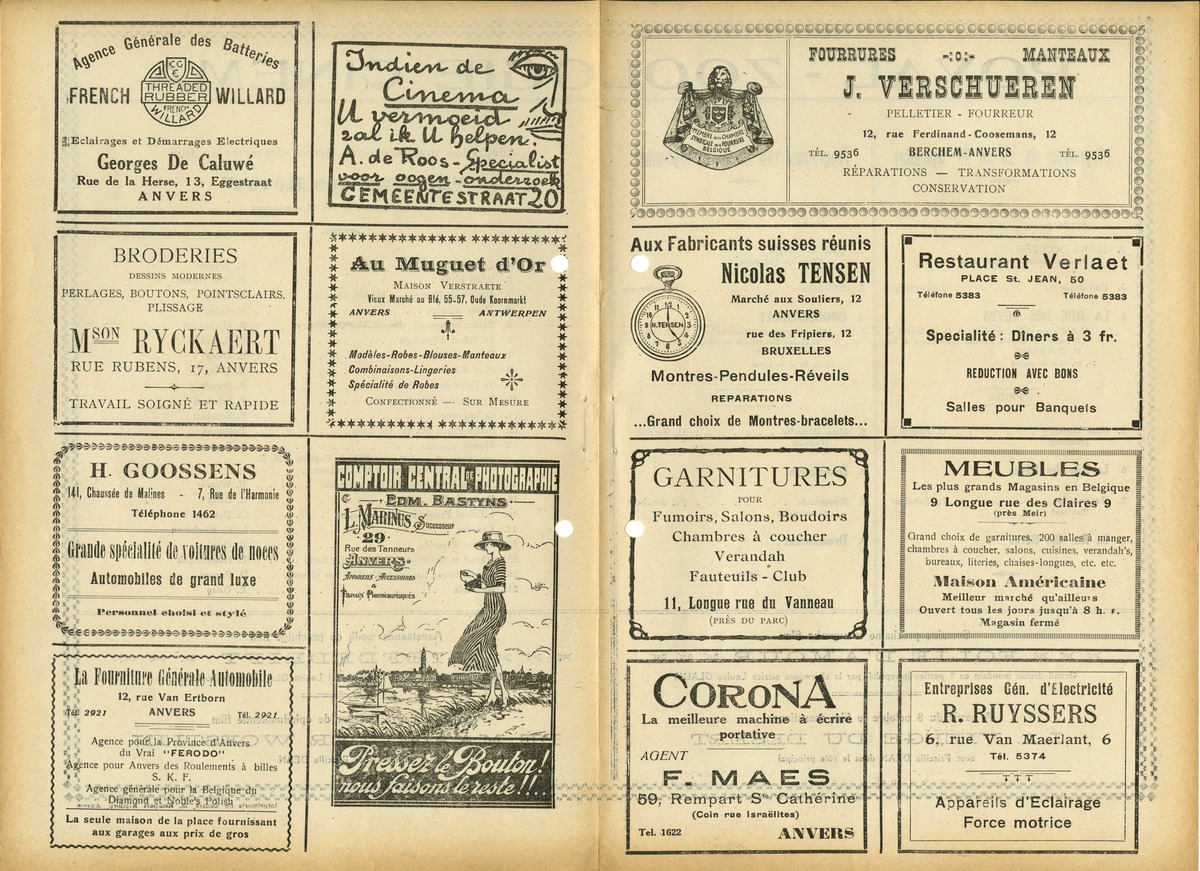 Agence Générale des Batteries
FRENCH
CG
E
THREADED
RUBBER
FRENCH
WILLARD
WILLARD
Eclairages et Démarrages Electriques
Georges De Caluwé
Rue de la Herse, 13, Eggestraat
ANVERS
Indien de
Cinema
U vermoeid
zal ik U helpen.
A. de Roos - Specialist
voor oogen-onderzoek
GEMEENTESTRAAT 20
BRODERIES
DESSINS MODERNES
PERLAGES, BOUTONS, POINTSCLAIRS,
PLISSAGE
MSON RYCKAERT
RUE RUBENS, 17, ANVERS
TRAVAIL SOIGNÉ ET RAPIDE
Au Muguet d'Or
MAISON VERSTRAETE
Vieux Marché au Blé, 55-57, Oude Koornmarkt
ANVERS ANTWERPEN
Modèles-Robes-Blouses-Manteaux
Combinaisons-Lingeries
Spécialité de Robes
CONFECTIONNÉ — SUR MESURE
H. GOOSSENS
141, Chaussée de Malines - 7, Rue de l'Harmonie
Téléphone 1462
Grande spécialité de voitures de noces
Automobiles de grand luxe
Personnel choisi et stylé
COMPTOIR CENTRAL DE PHOTOGRAPHIE
EDM. BASTYNS
L. MARINUS Successeur
29
Rue des Tanneurs
ANVERS
APPAREILS - ACCESSOIRES
&
TRAVAUX PHOTOGRAPHIQUES
Pressez le Bouton!
nous faisons le reste!!.
La Fourniture Générale Automobile
12, rue Van Ertborn
Tél. 2921 ANVERS Tél. 2921
Agence pour la Province d'Anvers
du Vrai "FERODO"
Agence pour Anvers des Roulements à billes
S. K. F.
Agence générale pour la Belgique du
Diamond et Noble's Polish
La seule maison de la place fournissant
aux garages aux prix de gros
MEMBRE DE LA CHAMBRE
SYNDICALE DE LA FOURRURE
BELGIQUE
FOURRURES -:o:- MANTEAUX
J. VERSCHUEREN
PELLETIER - FOURREUR
12, rue Ferdinand-Coosemans, 12
TÉL. 9536 BERCHEM-ANVERS TÉL. 9536
RÉPARATIONS — TRANSFORMATIONS
CONSERVATION
Aux Fabricants suisses réunis
Nicolas TENSEN
Marché aux Souliers, 12
ANVERS
rue des Fripiers, 12
BRUXELLES
N.TENSEN
Montres-Pendules-Réveils
REPARATIONS
...Grand choix de Montres-bracelets...
Restaurant Verlaet
PLACE St. JEAN, 50
Téléfone 5383 Téléfone 5383
Specialité: Dîners à 3 fr.
REDUCTION AVEC BONS
Salles pour Banquets
GARNITURES
POUR
Fumoirs, Salons, Boudoirs
Chambres à coucher
Verandah
Fauteuils - Club
11, Longue rue du Vanneau
(PRÈS DU PARC)
MEUBLES
Les plus grands Magasins en Belgique
9 Longue rue des Claires 9
(près Meir)
Grand choix de garnitures. 200 salles à manger,
chambres à coucher, salons, cuisines, verandah's,
bureaux, literies, chaises-longues, etc. etc.
Maison Américaine
Meilleur marché qu'ailleurs
Ouvert tous les jours jusqu'à 8 h. s.
Magasin fermé
CORONA
La meilleure machine à écrire
portative
AGENT
F. MAES
59, Rempart Ste Cathérine
(Coin rue Israëlites)
Tel. 1622 ANVERS
Entreprises Gén. d'Electricité
R. RUYSSERS
6, rue Van Maerlant, 6
Tél. 5374
Appareils d'Eclairage
Force motrice